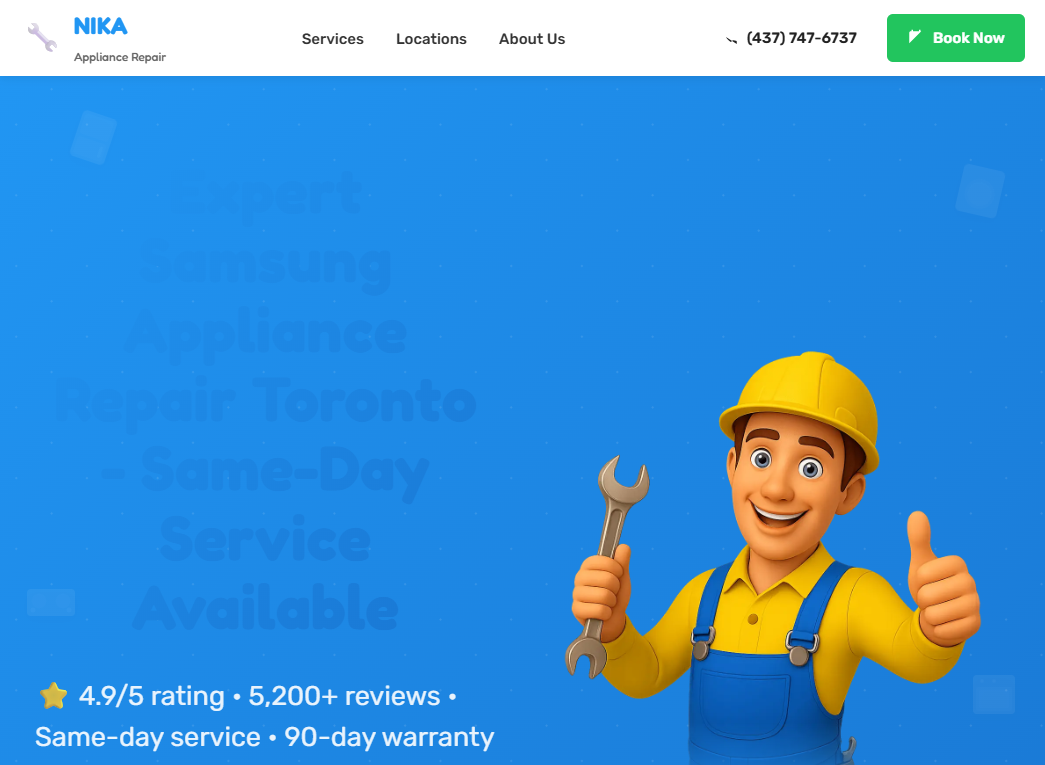 NIKA
Appliance Repair
Services
Locations
About Us
(437) 747-6737
Book Now
Expert
Samsung
Appliance
Repair Toronto
- Same-Day
Service
Available
4.9/5 rating • 5,200+ reviews •
Same-day service • 90-day warranty